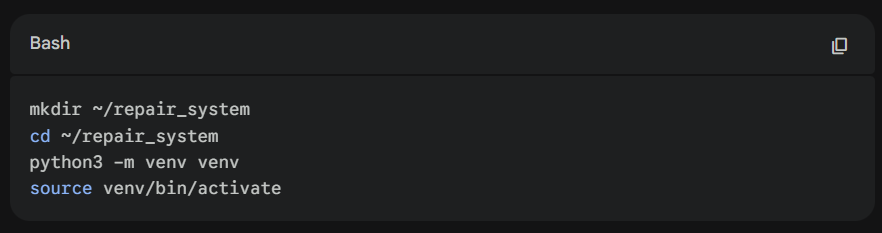 Bash
mkdir ~/repair_system
cd ~/repair_system
python3 -m venv venv
source venv/bin/activate